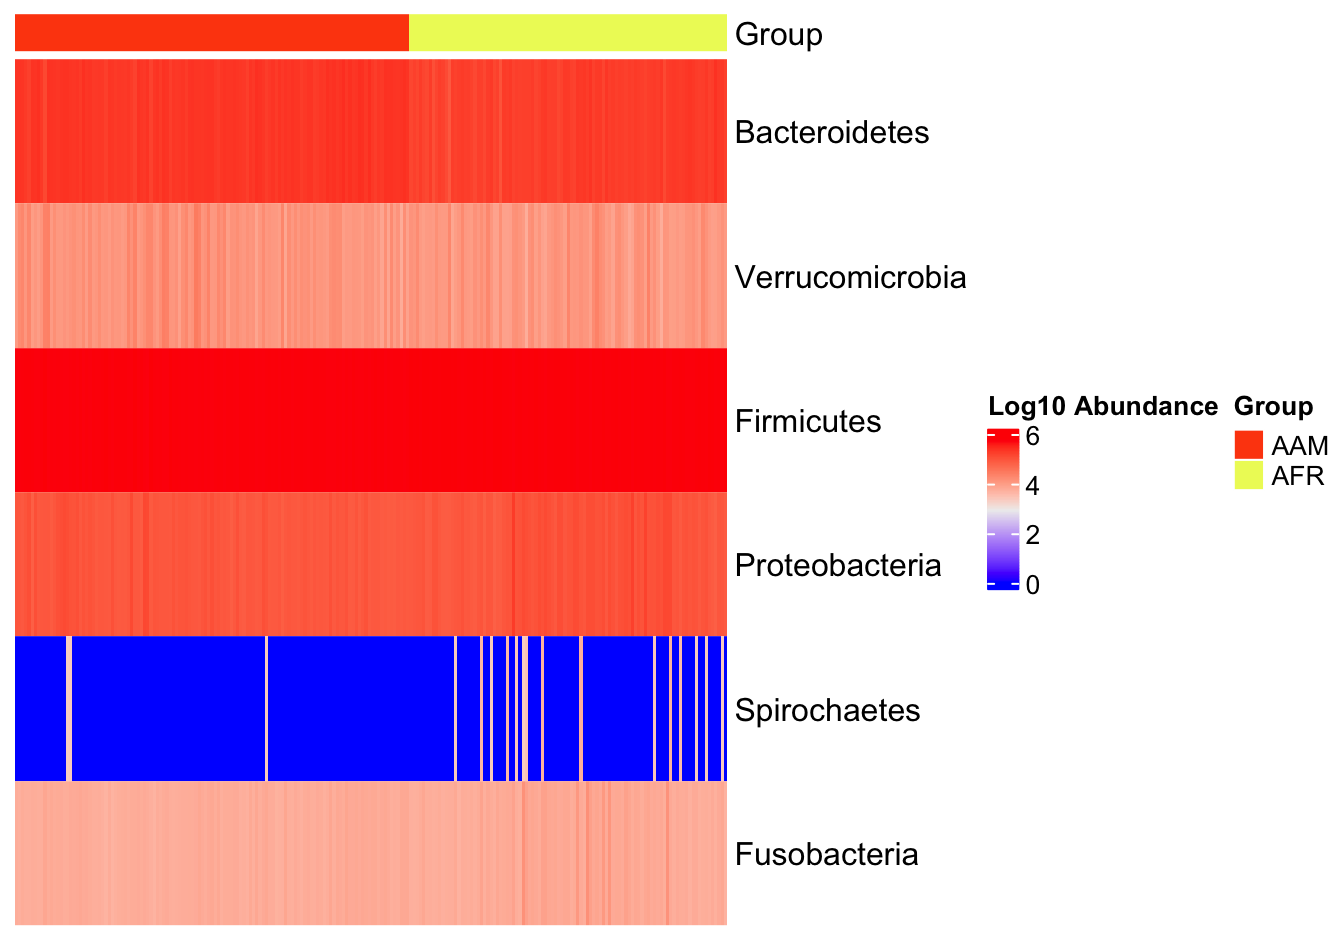 Group
Bacteroidetes
Verrucomicrobia
Firmicutes
Proteobacteria
Spirochaetes
Fusobacteria
Log10 Abundance
6
4
2
0
Group
AAM
AFR